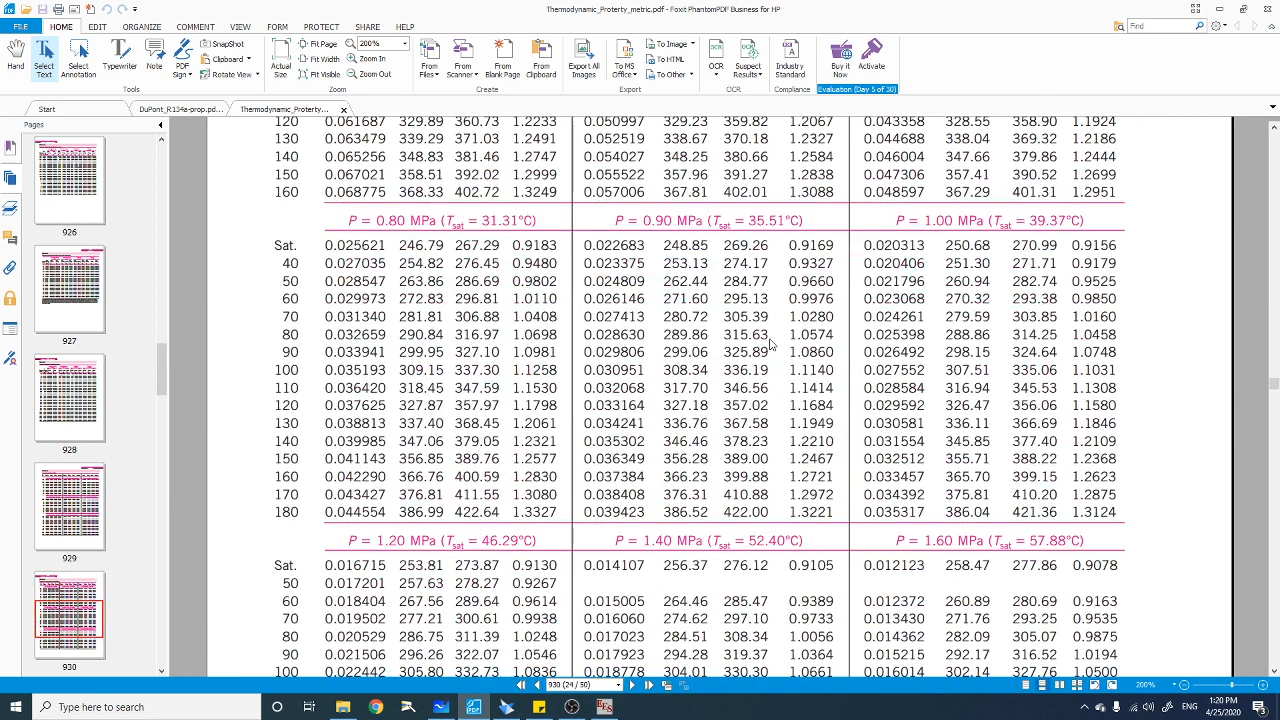 Thermodynamic_Proterty_metric.pdf - Foxit PhantomPDF Business for HP
FILE HOME EDIT ORGANIZE COMMENT VIEW FORM PROTECT SHARE HELP Find
Hand Select Text Select Annotation Typewriter Note PDF Sign
SnapShot
Clipboard
Rotate View
Tools
Actual Size
Fit Page
Fit Width
Fit Visible
200%
Zoom In
Zoom Out
Zoom
From Files From Scanner From Blank Page From Clipboard
Create
Export All Images To MS Office
To Image
To HTML
To Other
Export
OCR Suspect Results
OCR
Industry Standard
Compliance
Buy it Now Activate
Evaluation (Day 5 of 30)
Start DuPont_R134a-prop.pd... Thermodynamic_Proterty...
Pages
926
927
928
929
930
120 0.061687 329.89 360.73 1.2233 0.050997 329.23 359.82 1.2067 0.043358 328.55 358.90 1.1924
130 0.063479 339.18 371.03 1.2491 0.052519 338.67 370.18 1.2327 0.044688 338.04 369.32 1.2186
140 0.065256 348.83 381.46 1.2747 0.054027 348.25 380.66 1.2584 0.046004 347.66 379.86 1.2444
150 0.067021 358.51 392.02 1.2999 0.055522 357.96 391.27 1.2838 0.047306 357.41 390.52 1.2699
160 0.068775 368.33 402.72 1.3249 0.057006 367.81 402.01 1.3088 0.048597 367.29 401.31 1.2951
P = 0.80 MPa (Tsat = 31.31°C) P = 0.90 MPa (Tsat = 35.51°C) P = 1.00 MPa (Tsat = 39.37°C)
Sat. 0.025621 246.79 267.29 0.9183 0.022683 248.85 269.26 0.9169 0.020313 250.68 270.99 0.9156
40 0.027035 254.82 276.45 0.9480 0.023375 253.13 274.17 0.9327 0.020406 251.30 271.71 0.9179
50 0.028547 263.86 286.69 0.9802 0.024809 262.44 284.77 0.9660 0.021796 260.94 282.74 0.9525
60 0.029973 272.83 296.81 1.0110 0.026146 271.60 295.13 0.9976 0.023068 270.32 293.38 0.9850
70 0.031340 281.81 306.88 1.0408 0.027413 280.72 305.39 1.0280 0.024261 279.59 303.85 1.0160
80 0.032659 290.84 316.97 1.0698 0.028630 289.86 315.63 1.0574 0.025398 288.86 314.25 1.0458
90 0.033941 299.95 327.10 1.0981 0.029806 299.06 325.89 1.0860 0.026492 298.15 324.64 1.0748
100 0.035193 309.15 337.30 1.1258 0.030951 308.34 336.19 1.1140 0.027552 307.51 335.06 1.1031
110 0.036420 318.45 347.59 1.1530 0.032068 317.70 346.56 1.1414 0.028584 316.94 345.53 1.1308
120 0.037625 327.87 357.97 1.1798 0.033164 327.18 357.02 1.1684 0.029592 326.47 356.06 1.1580
130 0.038813 337.40 368.45 1.2061 0.034241 336.76 367.58 1.1949 0.030581 336.11 366.69 1.1846
140 0.039985 347.06 379.05 1.2321 0.035302 346.46 378.23 1.2210 0.031554 345.85 377.40 1.2109
150 0.041143 356.85 389.76 1.2577 0.036349 356.28 389.00 1.2467 0.032512 355.71 388.22 1.2368
160 0.042290 366.76 400.59 1.2830 0.037384 366.23 399.88 1.2721 0.033457 365.70 399.15 1.2623
170 0.043427 376.81 411.55 1.3080 0.038408 376.31 410.88 1.2972 0.034392 375.81 410.20 1.2875
180 0.044554 386.99 422.64 1.3327 0.039423 386.52 422.00 1.3221 0.035317 386.04 421.36 1.3124
P = 1.20 MPa (Tsat = 46.29°C) P = 1.40 MPa (Tsat = 52.40°C) P = 1.60 MPa (Tsat = 57.88°C)
Sat. 0.016715 253.81 273.87 0.9130 0.014107 256.37 276.12 0.9105 0.012123 258.47 277.86 0.9078
50 0.017201 257.63 278.27 0.9267
60 0.018404 267.56 289.64 0.9614 0.015005 264.46 285.47 0.9389 0.012372 260.89 280.69 0.9163
70 0.019502 277.21 300.61 0.9938 0.016060 274.62 297.10 0.9733 0.013430 271.76 293.25 0.9535
80 0.020529 286.75 311.39 1.0248 0.017023 284.51 308.34 1.0056 0.014362 282.09 305.07 0.9875
90 0.021506 296.26 322.07 1.0546 0.017923 294.28 319.37 1.0364 0.015215 292.17 316.52 1.0194
100 0.022442 305.80 332.73 1.0836 0.018778 304.01 330.30 1.0661 0.016014 302.14 327.76 1.0500
930 (24 / 50) 200%
Type here to search
1:20 PM
4/25/2020